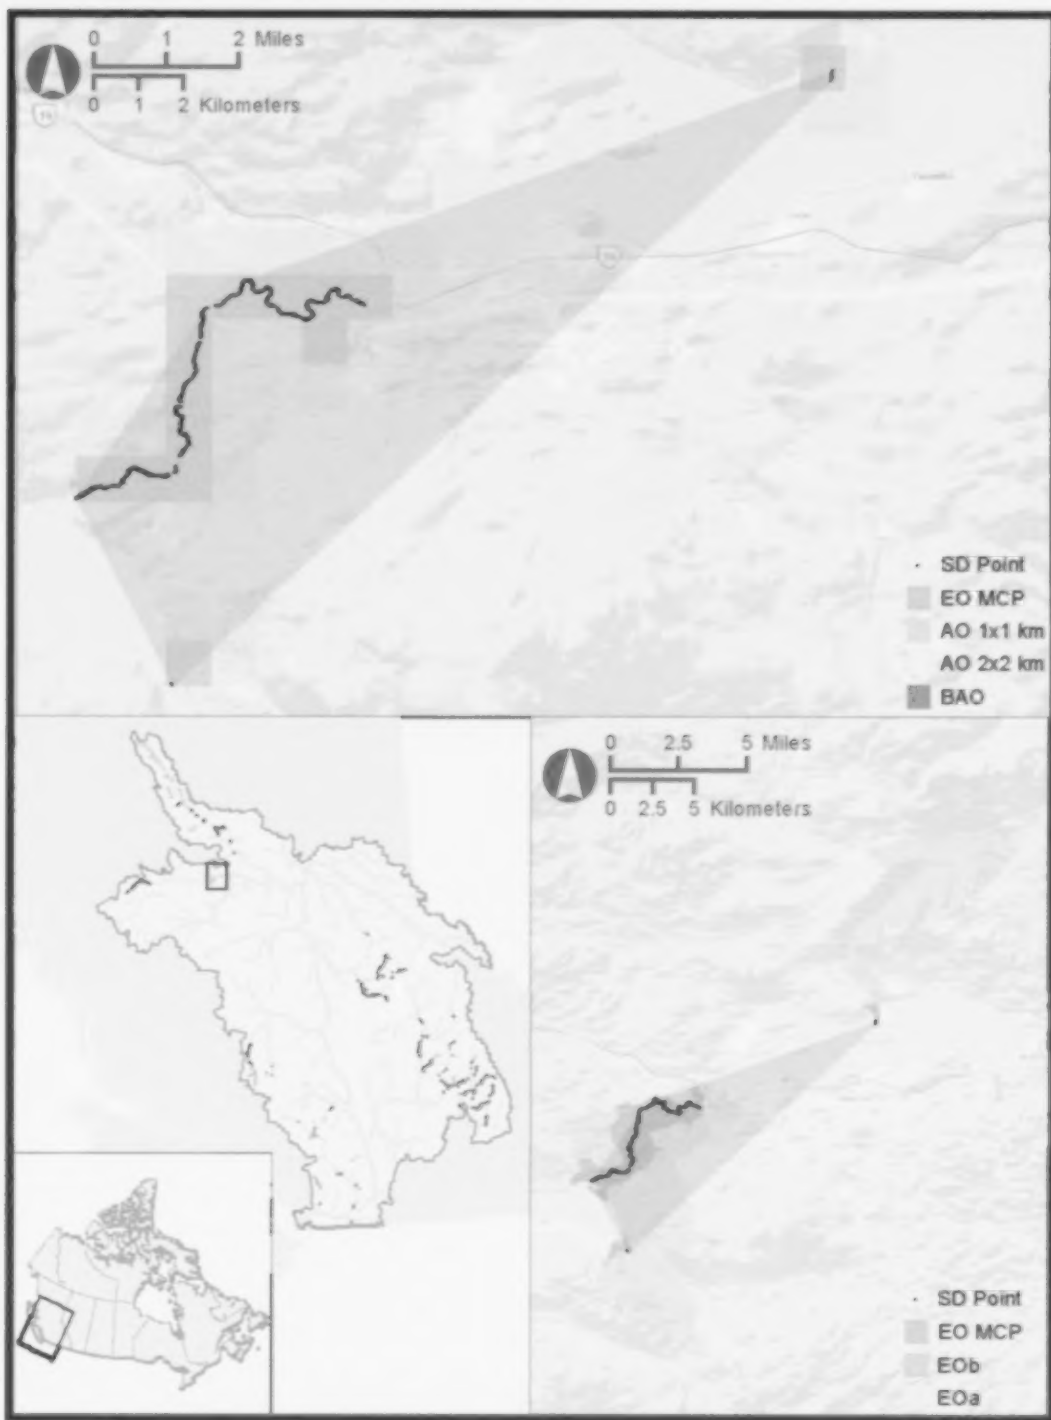 0 1 2 Miles
0 1 2 Kilometers
16
SD Point
EO MCP
AO 1x1 km
AO 2x2 km
BAO
0 2.5 5 Miles
0 2.5 5 Kilometers
SD Point
EO MCP
EOb
EOa